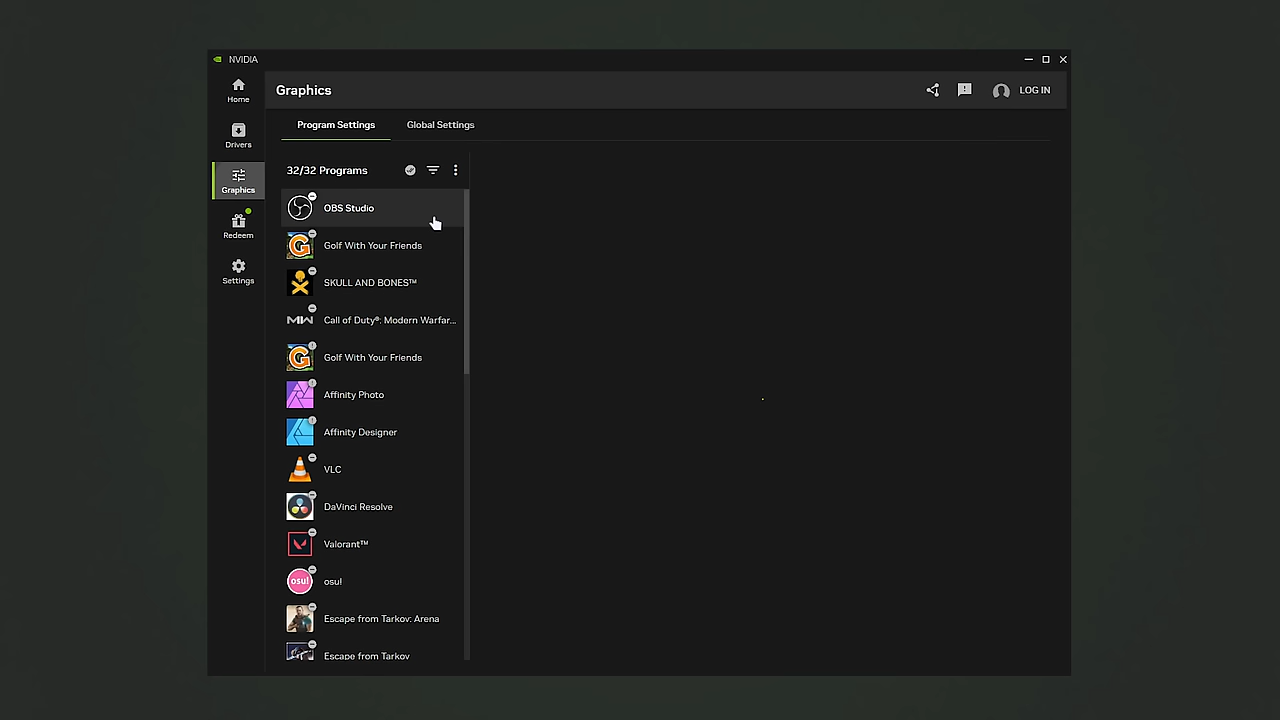 NVIDIA
Home
Drivers
Graphics
Redeem
Settings
Graphics
LOG IN
Program Settings
Global Settings
32/32 Programs
OBS Studio
Golf With Your Friends
SKULL AND BONES™
MW
Call of Duty®: Modern Warfar...
Golf With Your Friends
Affinity Photo
Affinity Designer
VLC
DaVinci Resolve
Valorant™
osu!
osu!
Escape from Tarkov: Arena
Escape from Tarkov